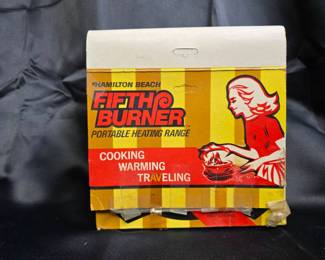 HAMILTON BEACH
FIFTH
BURNER
PORTABLE HEATING RANGE
COOKING
WARMING
TRAVELING